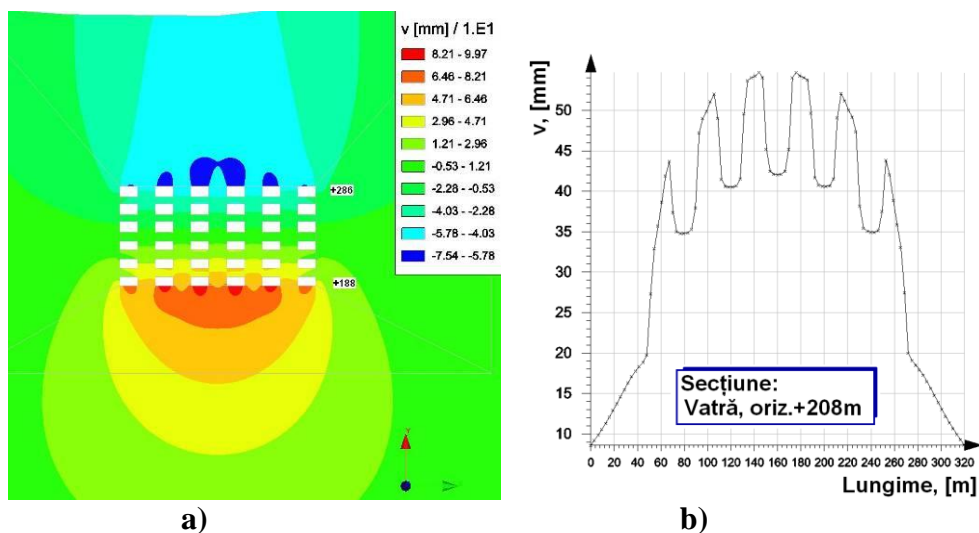 v [mm] / 1.E1
8.21 - 9.97
6.46 - 8.21
4.71 - 6.46
2.96 - 4.71
1.21 - 2.96
-0.53 - 1.21
-2.28 - -0.53
-4.03 - -2.28
-5.78 - -4.03
-7.54 - -5.78
+286
+188
a)
v, [mm]
50
45
40
35
30
25
20
15
10
0 20 40 60 80 100 120 140 160 180 200 220 240 260 280 300 320
Secțiune:
Vatră, oriz.+208m
Lungime, [m]
b)